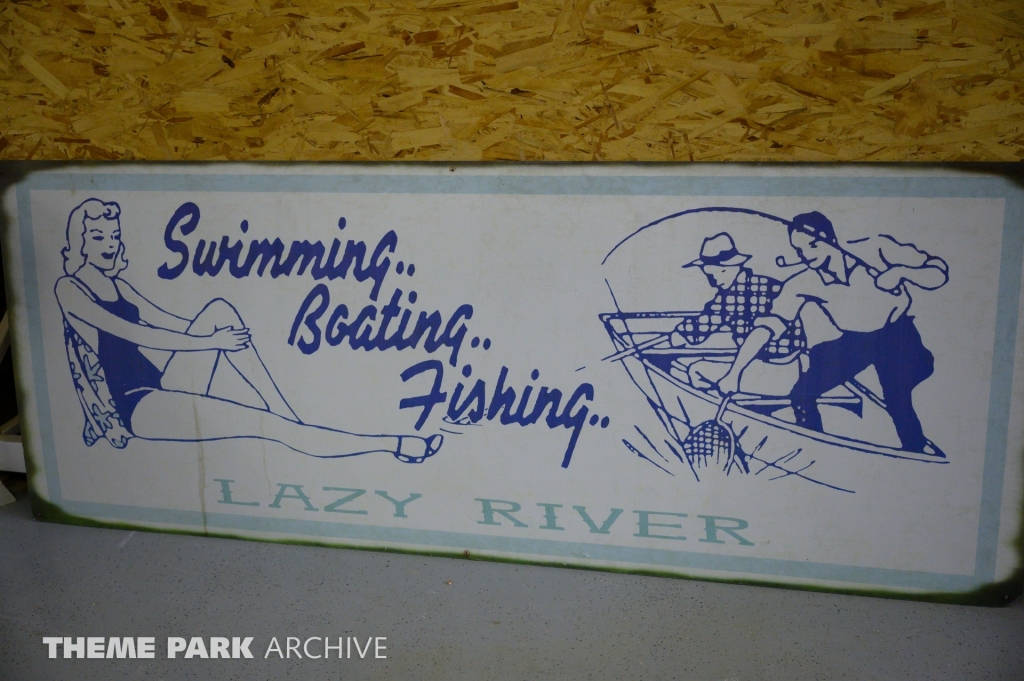 Swimming..
Boating..
Fishing..
LAZY RIVER
THEME PARK ARCHIVE